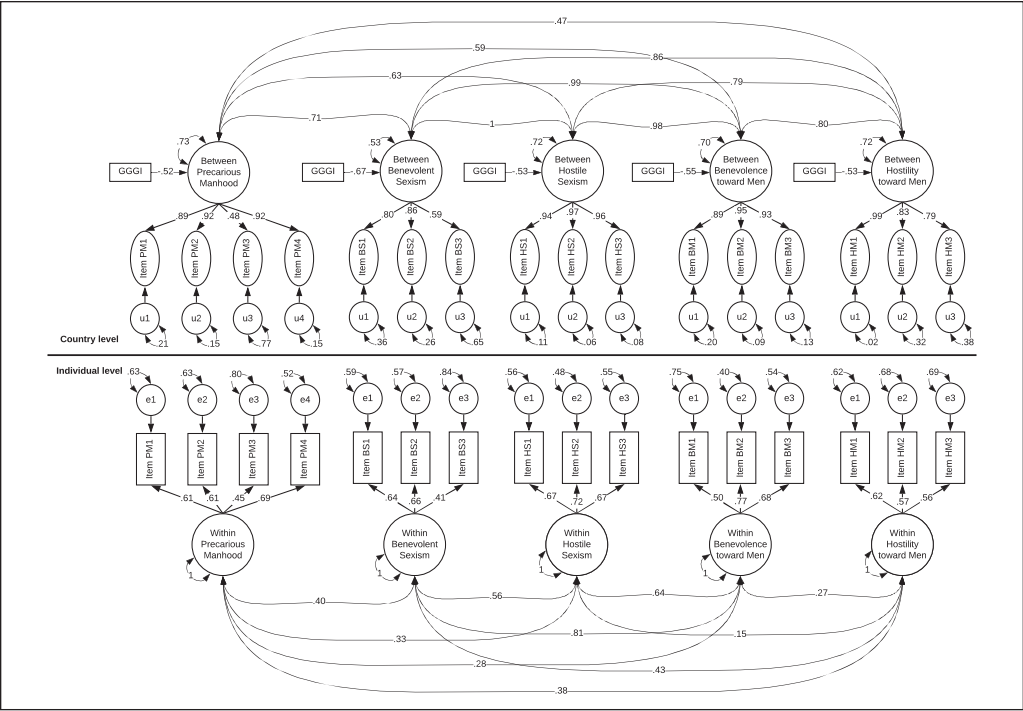 .47
.59
.86
.63
.99
.79
.71
1
.98
.80
.73
.53
.72
.70
.72
GGGI
.52
Between
Precarious
Manhood
GGGI
.67
Between
Benevolent
Sexism
GGGI
.53
Between
Hostile
Sexism
GGGI
.55
Between
Benevolence
toward Men
GGGI
.53
Between
Hostility
toward Men
.89 .92 .48 .92
.80 .86 .59
.94 .97 .96
.89 .95 .93
.99 .83 .79
Item PM1
Item PM2
Item PM3
Item PM4
Item BS1
Item BS2
Item BS3
Item HS1
Item HS2
Item HS3
Item BM1
Item BM2
Item BM3
Item HM1
Item HM2
Item HM3
u1 u2 u3 u4
u1 u2 u3
u1 u2 u3
u1 u2 u3
u1 u2 u3
.21 .15 .77 .15
.36 .26 .65
.11 .06 .08
.20 .09 .13
.02 .32 .38
Country level
Individual level
.63 .63 .80 .52
.59 .57 .84
.56 .48 .55
.75 .40 .54
.62 .68 .69
e1 e2 e3 e4
e1 e2 e3
e1 e2 e3
e1 e2 e3
e1 e2 e3
Item PM1
Item PM2
Item PM3
Item PM4
Item BS1
Item BS2
Item BS3
Item HS1
Item HS2
Item HS3
Item BM1
Item BM2
Item BM3
Item HM1
Item HM2
Item HM3
.61 .61 .45 .69
.64 .66 .41
.67 .72 .67
.50 .77 .68
.62 .57 .56
Within
Precarious
Manhood
Within
Benevolent
Sexism
Within
Hostile
Sexism
Within
Benevolence
toward Men
Within
Hostility
toward Men
1
1
1
1
1
.40
.56
.64
.27
.33
.81
.15
.28
.43
.38